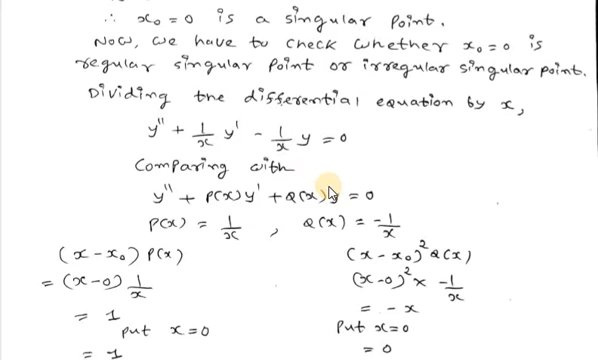 ∴ x₀ = 0 is a singular point.
Now, we have to check whether x₀ = 0 is
regular singular point or irregular singular point.
Dividing the differential equation by x,
y'' + 1/x y' - 1/x y = 0
Comparing with
y'' + P(x) y' + Q(x) y = 0
P(x) = 1/x , Q(x) = -1/x
(x - x₀) P(x)
= (x - 0) 1/x
= 1
put x = 0
= 1
(x - x₀)² Q(x)
(x - 0)² x -1/x
= - x
Put x = 0
= 0